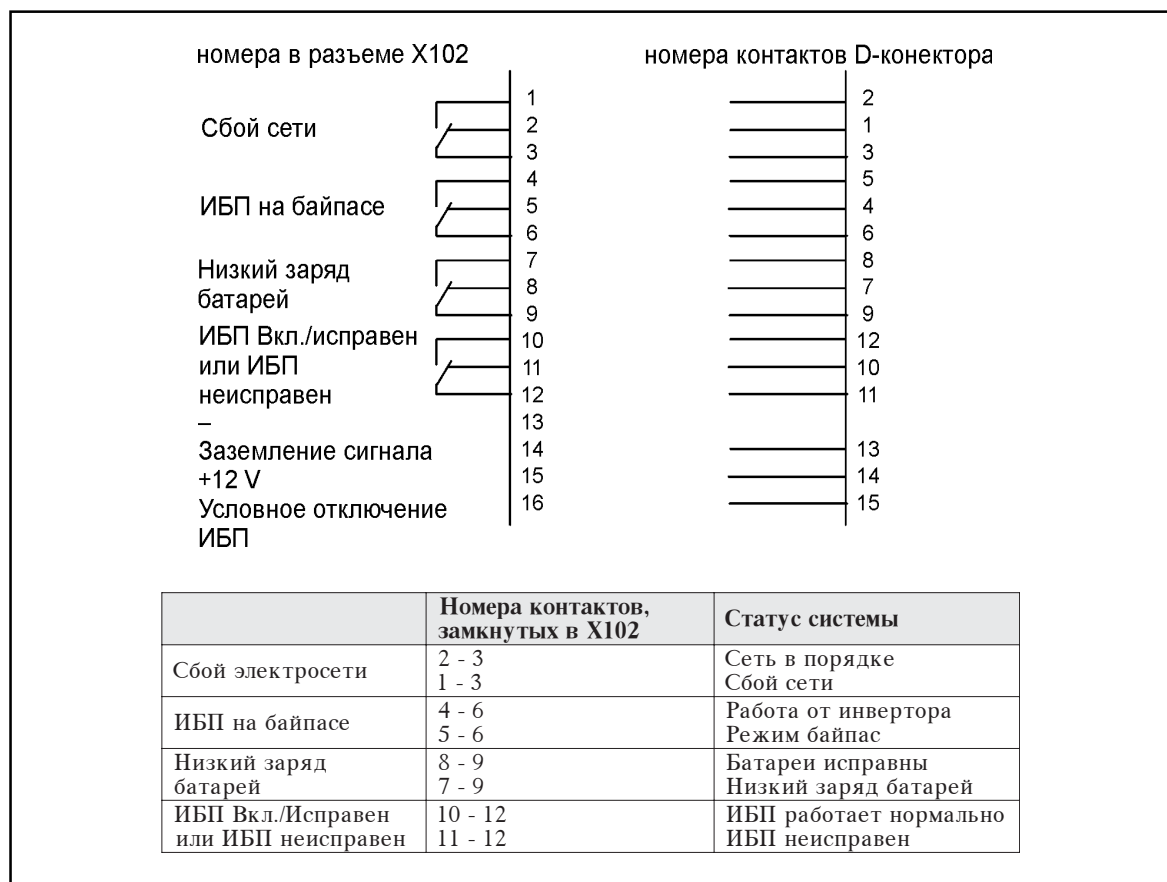 номера в разъеме X102
номера контактов D-конектора
Сбой сети
1
2
3
2
1
3
ИБП на байпасе
4
5
6
5
4
6
Низкий заряд
батарей
7
8
9
8
7
9
ИБП Вкл./исправен
или ИБП
неисправен
10
11
12
12
10
11
–
13
Заземление сигнала
14
13
+12 V
15
14
Условное отключение
ИБП
16
15
Номера контактов,
замкнутых в X102
Статус системы
Сбой электросети
2 - 3
1 - 3
Сеть в порядке
Сбой сети
ИБП на байпасе
4 - 6
5 - 6
Работа от инвертора
Режим байпас
Низкий заряд
батарей
8 - 9
7 - 9
Батареи исправны
Низкий заряд батарей
ИБП Вкл./Исправен
или ИБП неисправен
10 - 12
11 - 12
ИБП работает нормально
ИБП неисправен